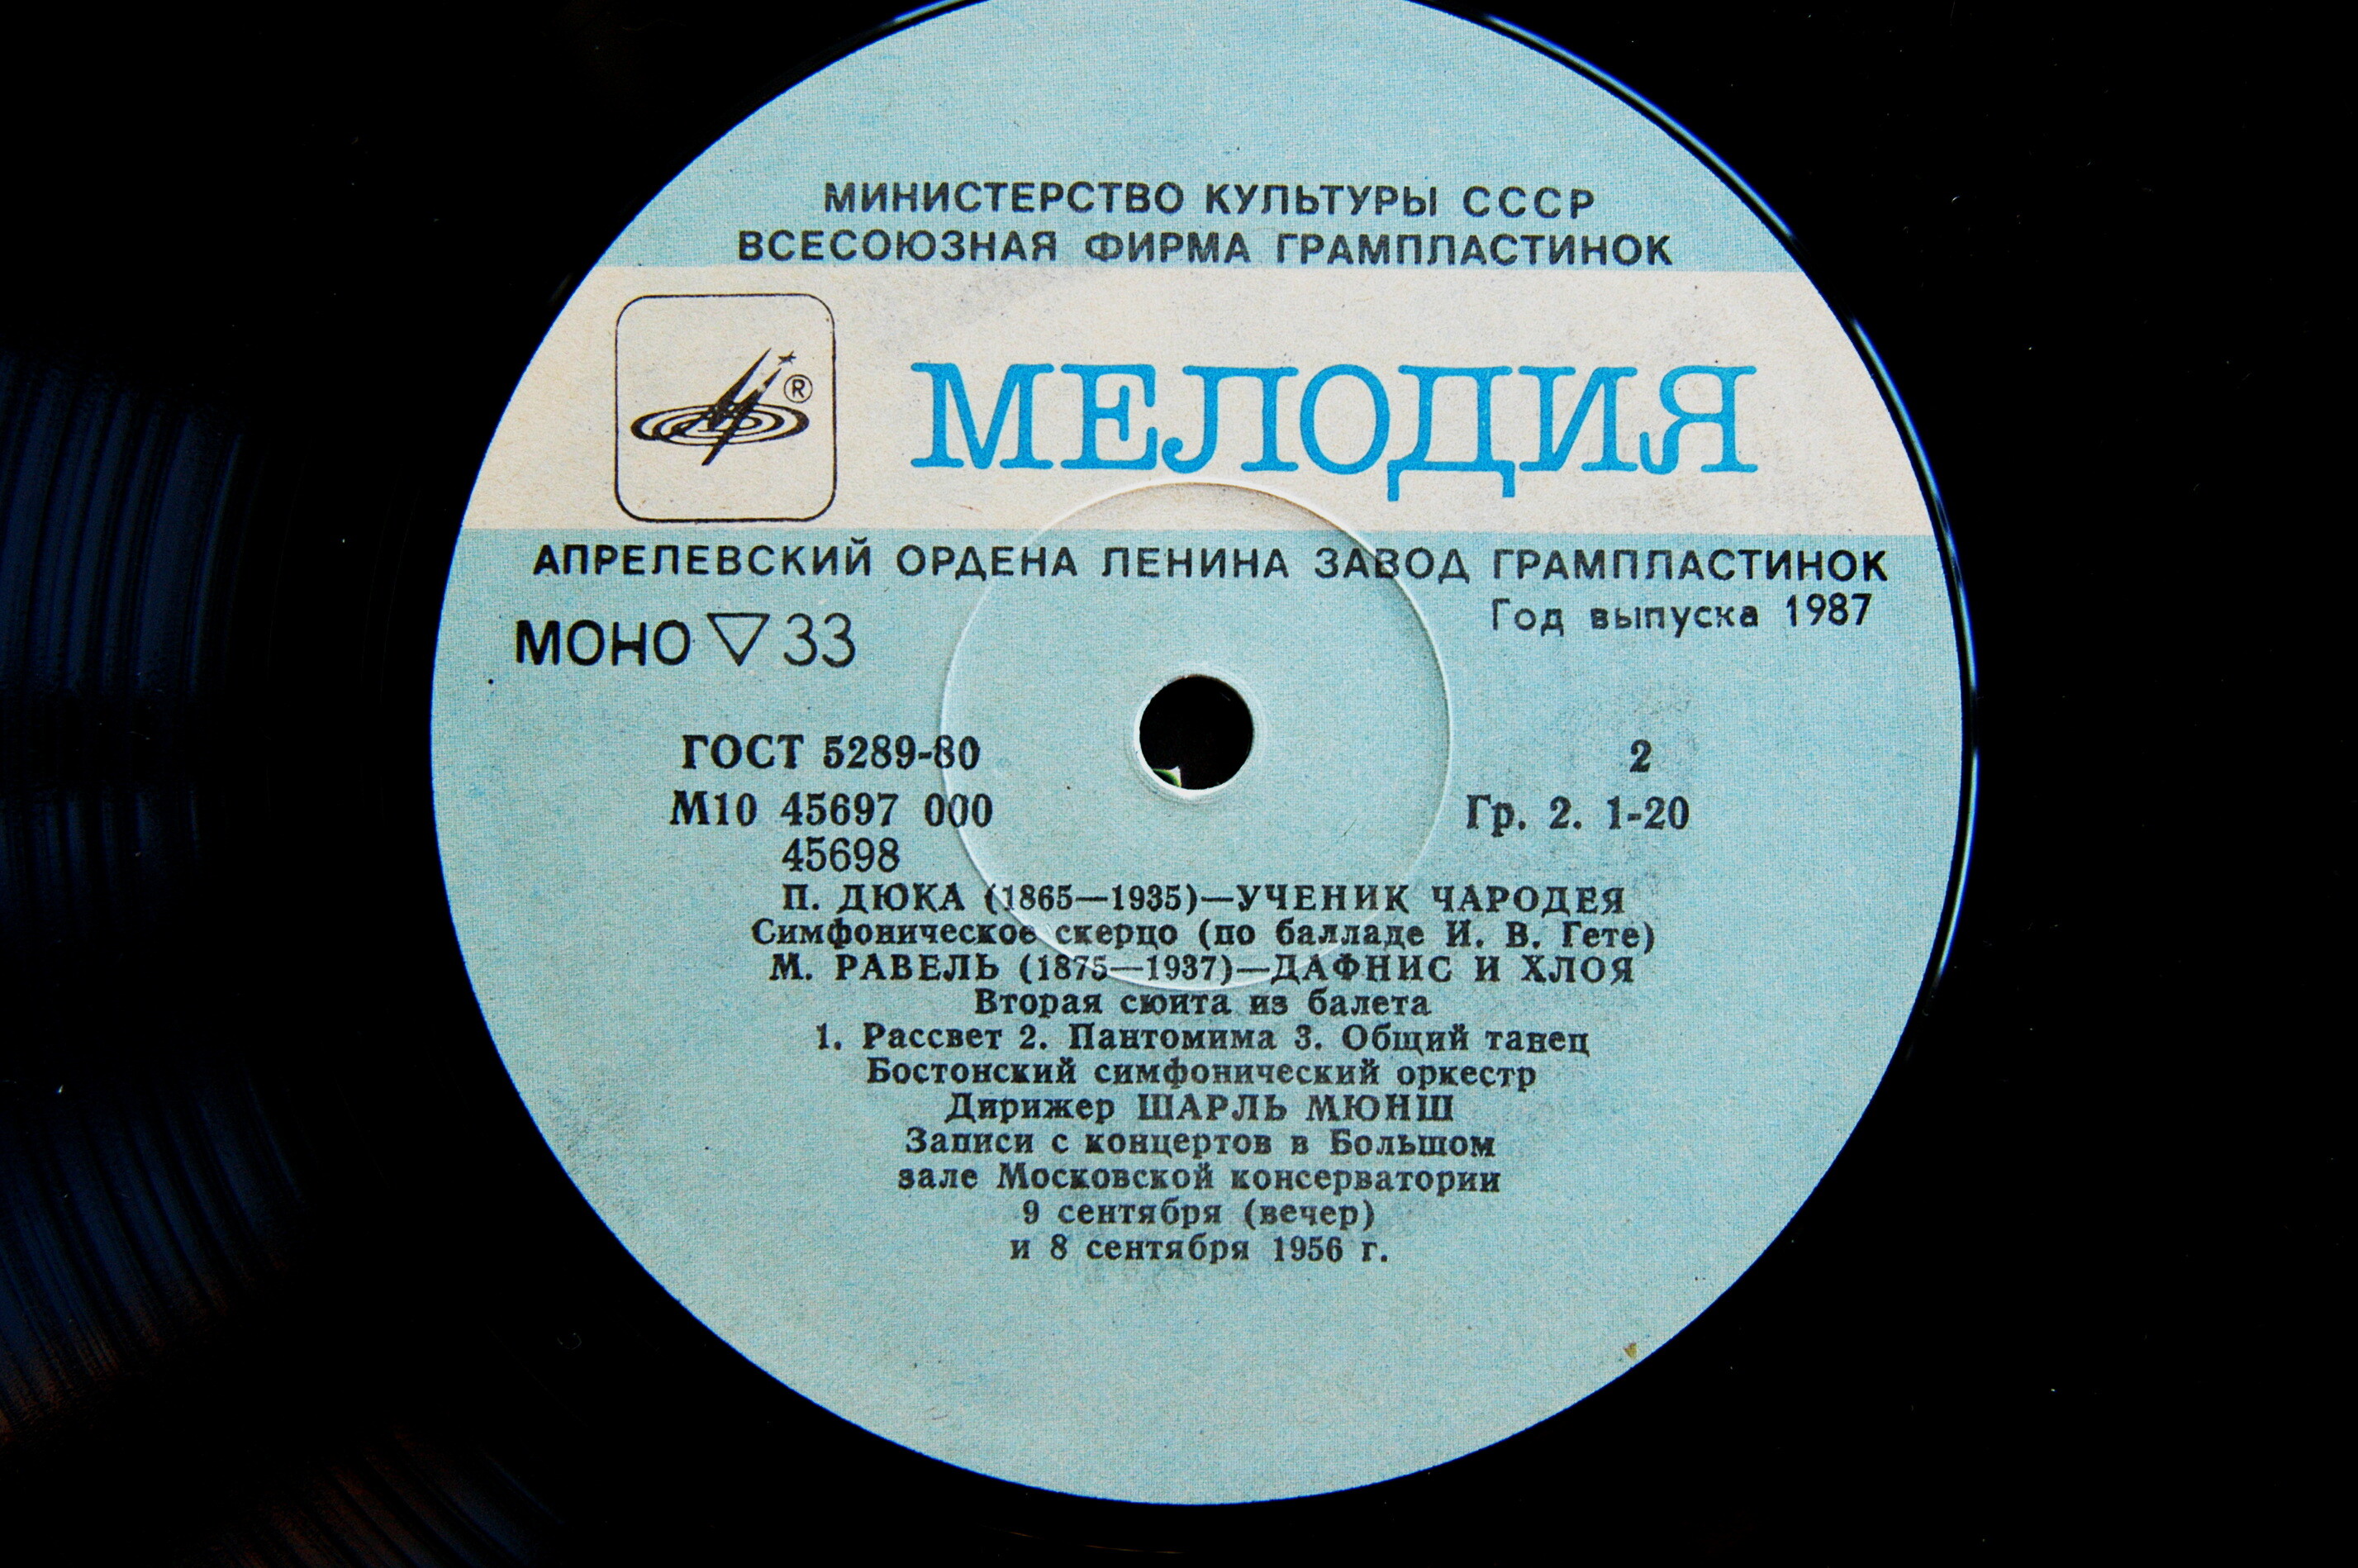 МИНИСТЕРСТВО КУЛЬТУРЫ СССР
ВСЕСОЮЗНАЯ ФИРМА ГРАМПЛАСТИНОК
®
МЕЛОДИЯ
АПРЕЛЕВСКИЙ ОРДЕНА ЛЕНИНА ЗАВОД ГРАМПЛАСТИНОК
Год выпуска 1987
МОНО ▽ 33
ГОСТ 5289-80
2
М10 45697 000
Гр. 2. 1-20
45698
П. ДЮКА (1865—1935)—УЧЕНИК ЧАРОДЕЯ
Симфоническое скерцо (по балладе И. В. Гете)
М. РАВЕЛЬ (1875—1937)—ДАФНИС И ХЛОЯ
Вторая сюита из балета
1. Рассвет 2. Пантомима 3. Общий танец
Бостонский симфонический оркестр
Дирижер ШАРЛЬ МЮНШ
Записи с концертов в Большом
зале Московской консерватории
9 сентября (вечер)
и 8 сентября 1956 г.